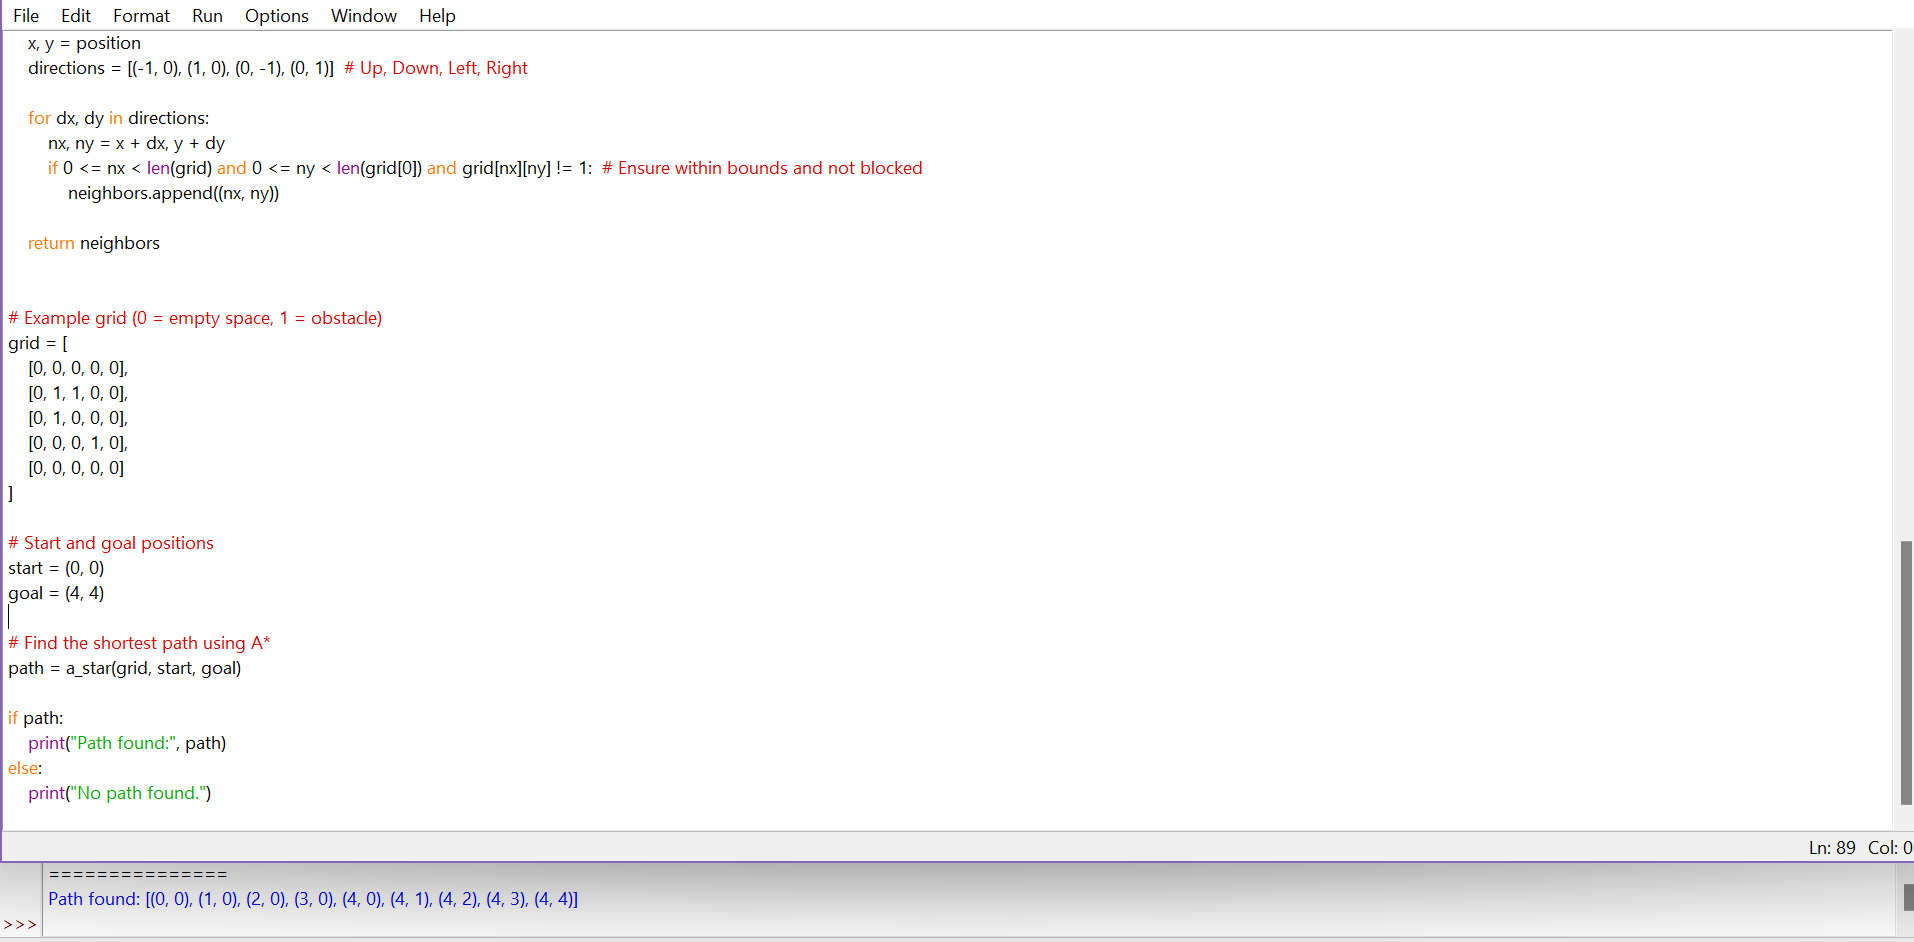 File Edit Format Run Options Window Help
    x, y = position
    directions = [(-1, 0), (1, 0), (0, -1), (0, 1)]  # Up, Down, Left, Right
    for dx, dy in directions:
        nx, ny = x + dx, y + dy
        if 0 <= nx < len(grid) and 0 <= ny < len(grid[0]) and grid[nx][ny] != 1:  # Ensure within bounds and not blocked
            neighbors.append((nx, ny))
    return neighbors
# Example grid (0 = empty space, 1 = obstacle)
grid = [
    [0, 0, 0, 0, 0],
    [0, 1, 1, 0, 0],
    [0, 1, 0, 0, 0],
    [0, 0, 0, 1, 0],
    [0, 0, 0, 0, 0]
]
# Start and goal positions
start = (0, 0)
goal = (4, 4)
# Find the shortest path using A*
path = a_star(grid, start, goal)
if path:
    print("Path found:", path)
else:
    print("No path found.")
Ln: 89 Col: 0
===============
Path found: [(0, 0), (1, 0), (2, 0), (3, 0), (4, 0), (4, 1), (4, 2), (4, 3), (4, 4)]
>>>